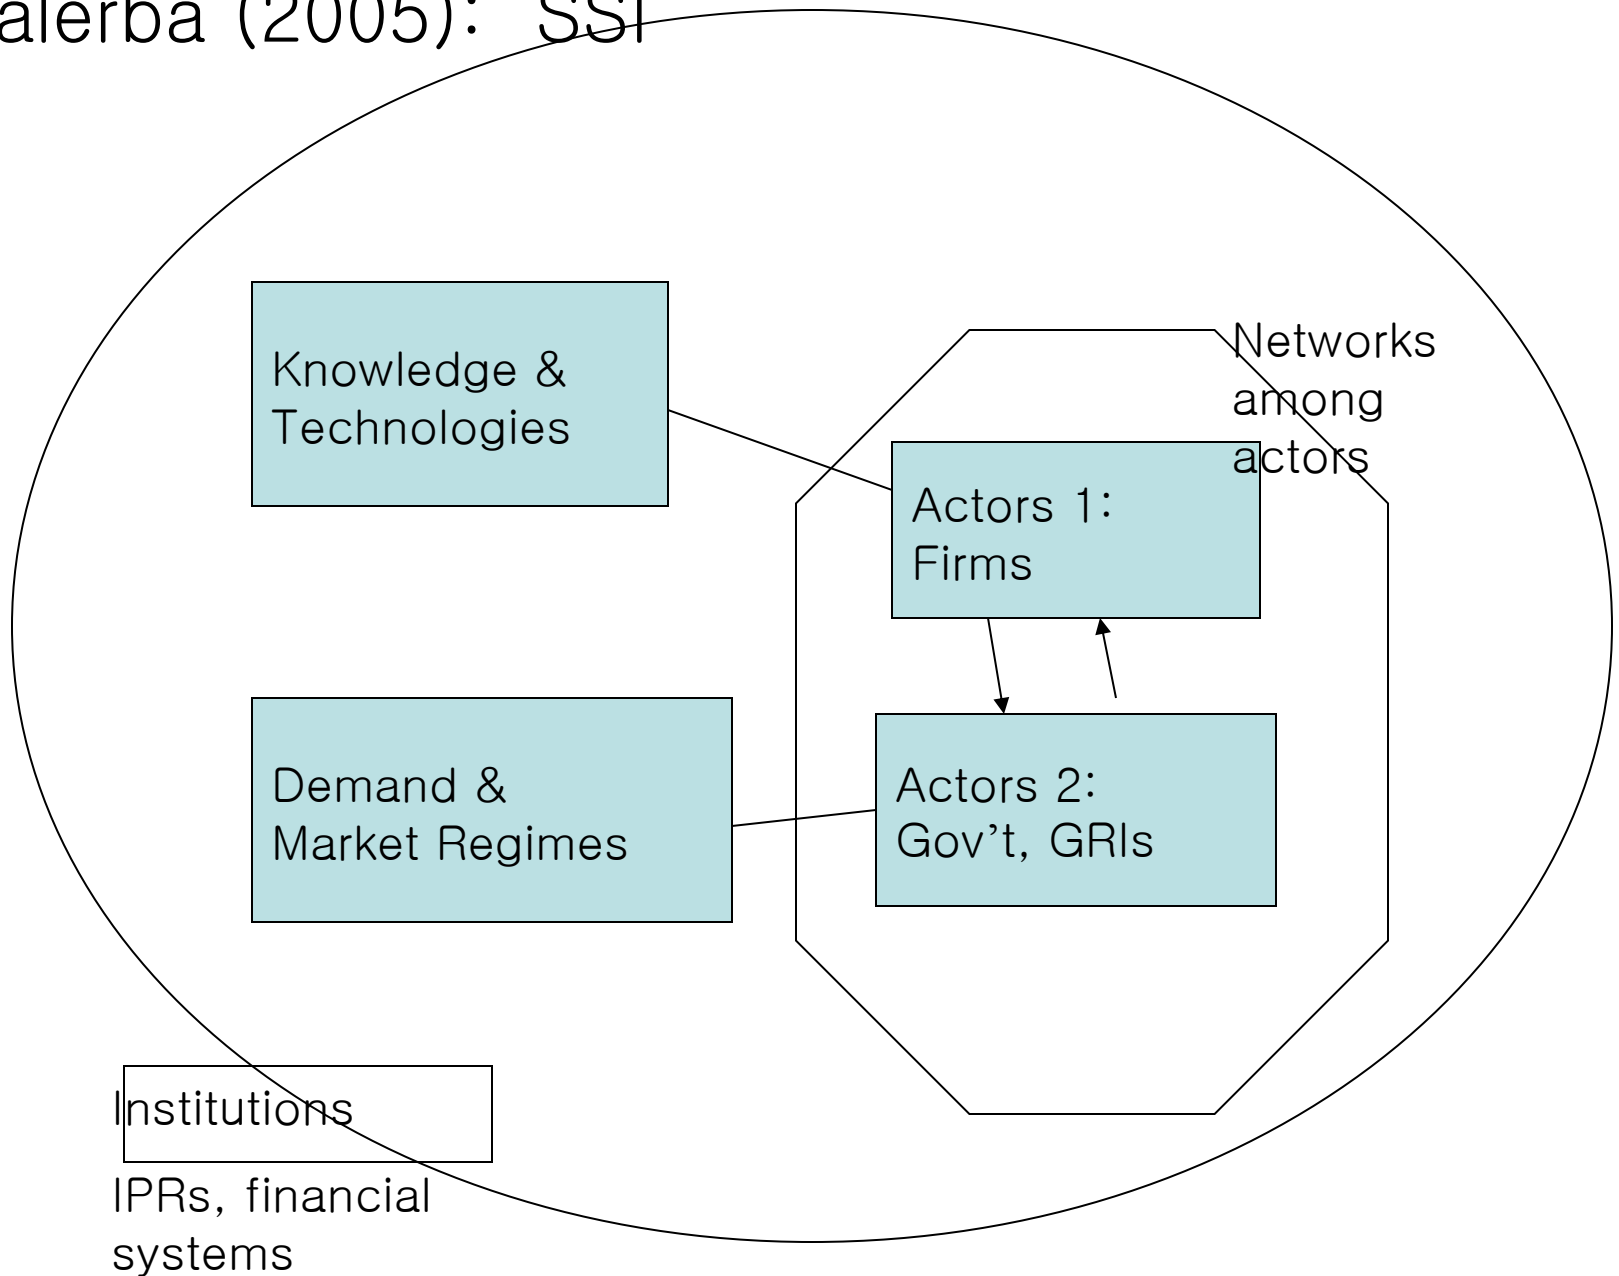 alerba (2005): SSI
Knowledge &
Technologies
Networks
among
actors
Actors 1:
Firms
Demand &
Market Regimes
Actors 2:
Gov’t, GRIs
Institutions
IPRs, financial
systems